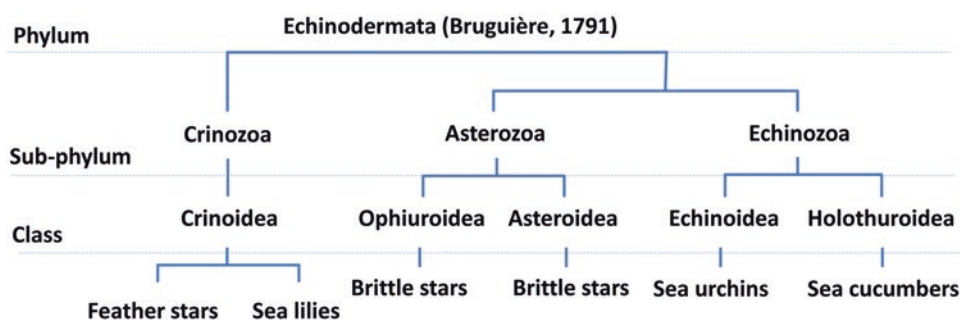 Phylum
Echinodermata (Bruguière, 1791)
Crinozoa
Asterozoa
Echinozoa
Sub-phylum
Crinoidea
Ophiuroidea
Asteroidea
Echinoidea
Holothuroidea
Class
Feather stars
Sea lilies
Brittle stars
Brittle stars
Sea urchins
Sea cucumbers